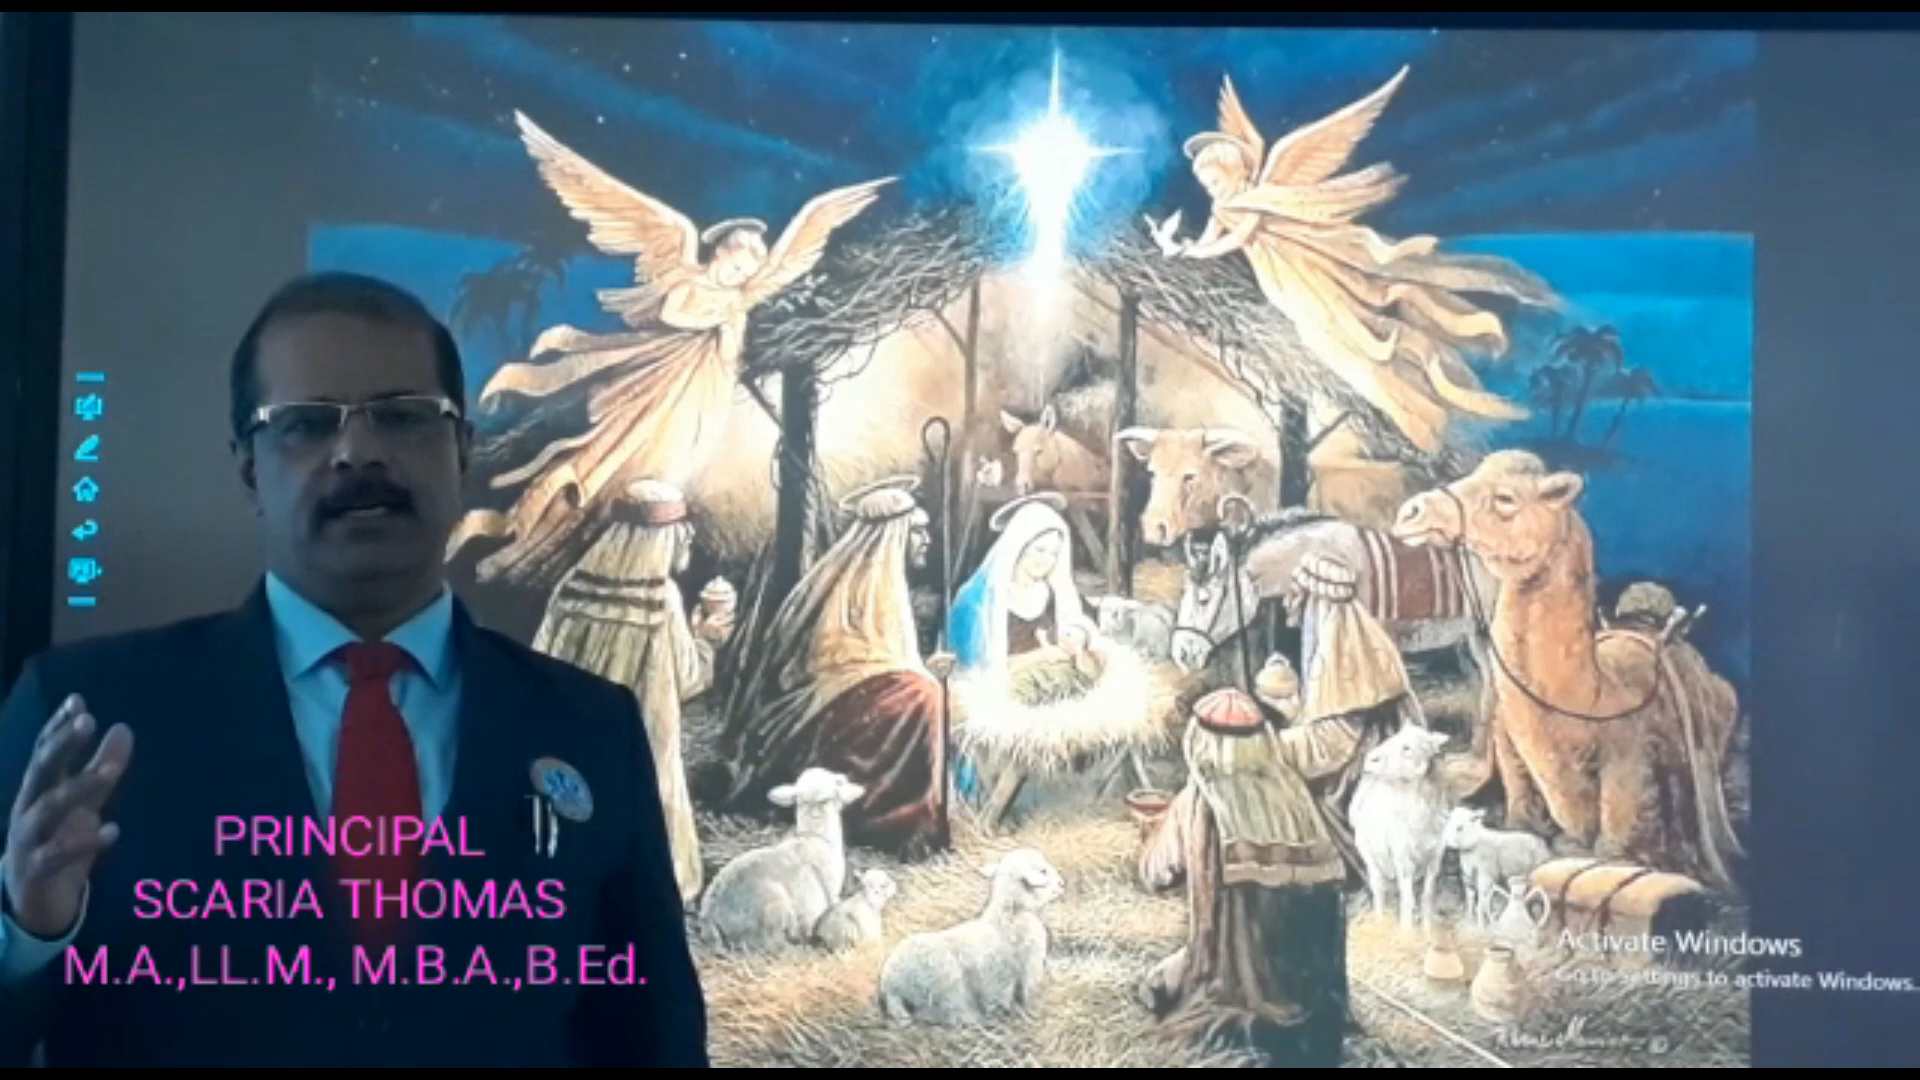 PRINCIPAL
SCARIA THOMAS
M.A.,LL.M., M.B.A.,B.Ed.
Activate Windows
Go to Settings to activate Windows.